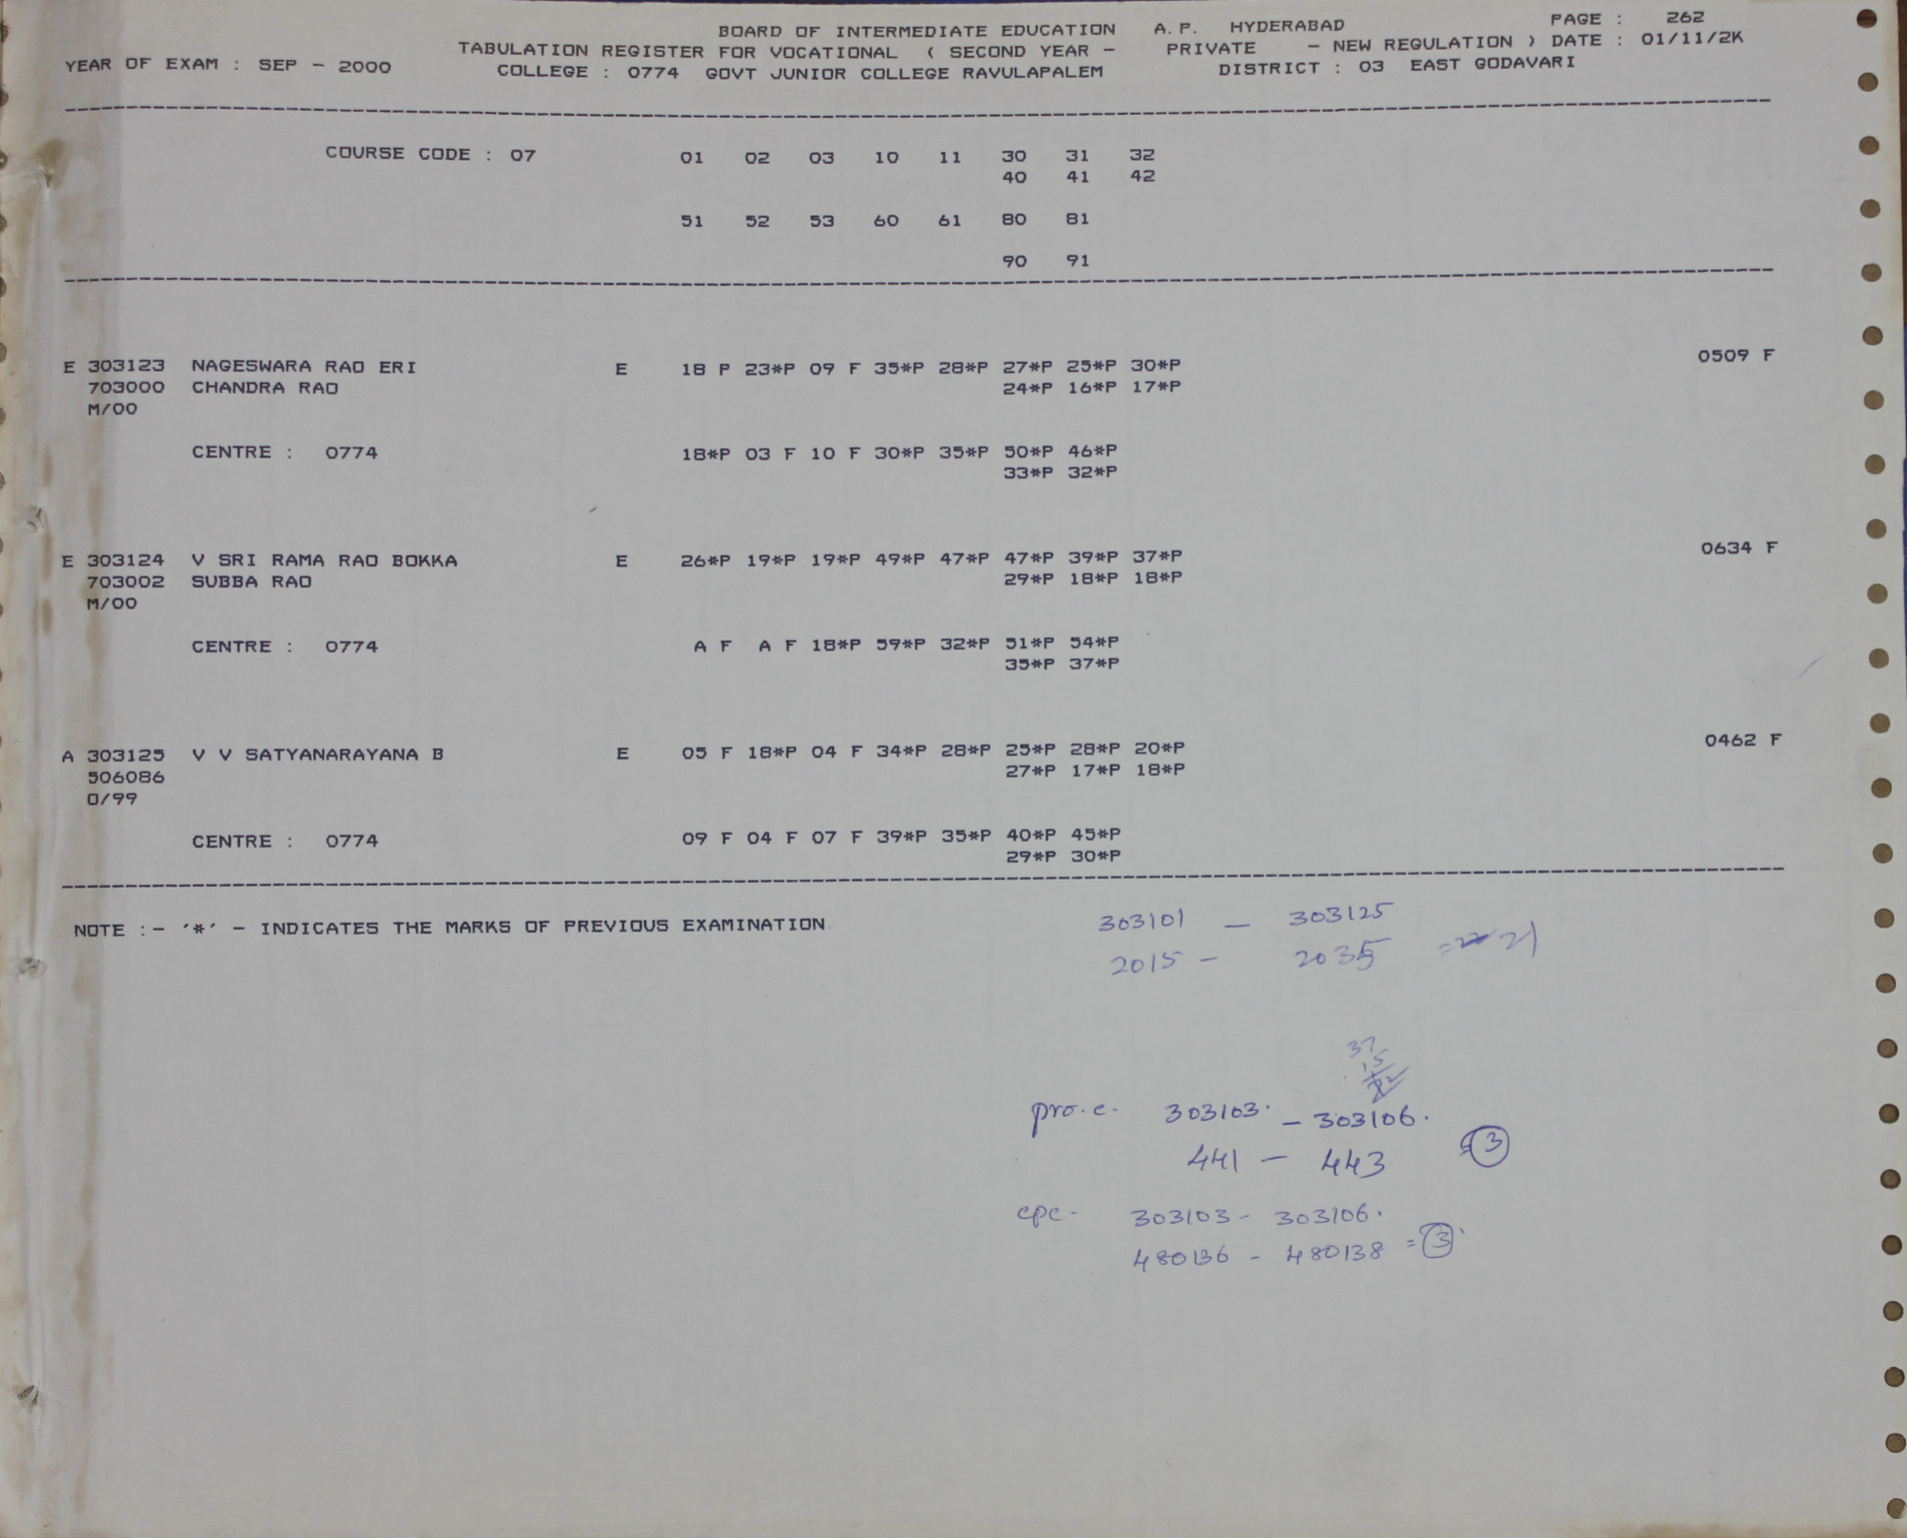 BOARD OF INTERMEDIATE EDUCATION A.P. HYDERABAD PAGE : 262
TABULATION REGISTER FOR VOCATIONAL ( SECOND YEAR - PRIVATE - NEW REGULATION ) DATE : 01/11/2K
YEAR OF EXAM : SEP - 2000 COLLEGE : 0774 GOVT JUNIOR COLLEGE RAVULAPALEM DISTRICT : 03 EAST GODAVARI
COURSE CODE : 07 01 02 03 10 11 30 31 32
40 41 42
51 52 53 60 61 80 81
90 91
E 303123 NAGESWARA RAO ERI E 18 P 23*P 09 F 35*P 28*P 27*P 25*P 30*P 0509 F
703000 CHANDRA RAO 24*P 16*P 17*P
M/00
CENTRE : 0774 18*P 03 F 10 F 30*P 35*P 50*P 46*P
33*P 32*P
E 303124 V SRI RAMA RAO BOKKA E 26*P 19*P 19*P 49*P 47*P 47*P 39*P 37*P 0634 F
703002 SUBBA RAO 29*P 18*P 18*P
M/00
CENTRE : 0774 A F A F 18*P 59*P 32*P 51*P 54*P
35*P 37*P
A 303125 V V SATYANARAYANA B E 05 F 18*P 04 F 34*P 28*P 25*P 28*P 20*P 0462 F
506086 27*P 17*P 18*P
O/99
CENTRE : 0774 09 F 04 F 07 F 39*P 35*P 40*P 45*P
29*P 30*P
NOTE :- '*' - INDICATES THE MARKS OF PREVIOUS EXAMINATION
303101 - 303125
2015 - 2035 = 21
37
15
pro.c. 303103. - 303106.
441 - 443 = 3
cpc- 303103 - 303106.
480136 - 480138 = 3